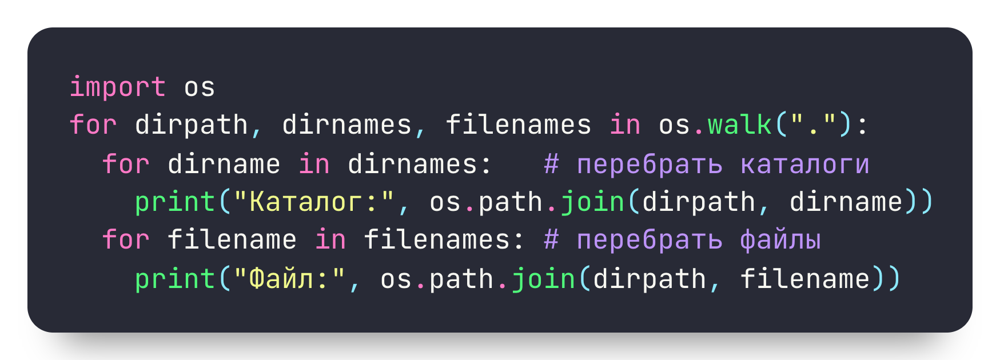 import os
for dirpath, dirnames, filenames in os.walk("."):
  for dirname in dirnames:   # перебрать каталоги
    print("Каталог:", os.path.join(dirpath, dirname))
  for filename in filenames: # перебрать файлы
    print("Файл:", os.path.join(dirpath, filename))